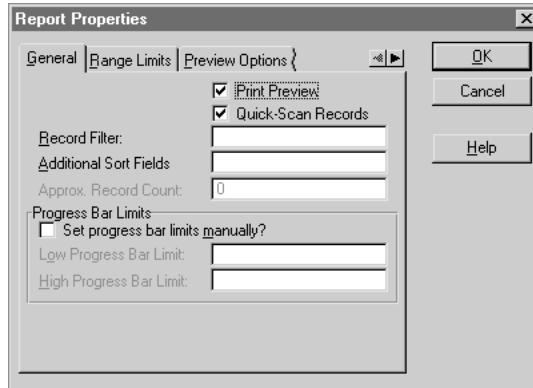 Report Properties
General Range Limits Preview Options
OK
Cancel
Help
Print Preview
Quick-Scan Records
Record Filter:
Additional Sort Fields
Approx. Record Count: 0
Progress Bar Limits
Set progress bar limits manually?
Low Progress Bar Limit:
High Progress Bar Limit: